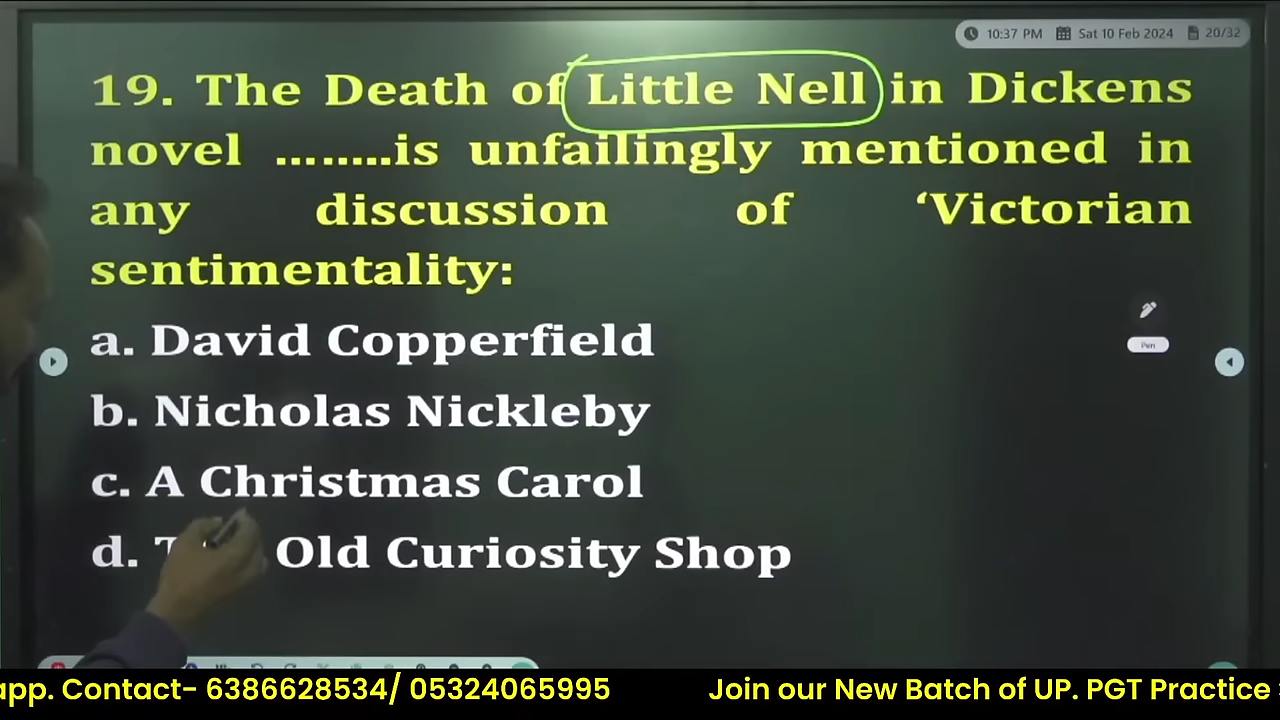 10:37 PM Sat 10 Feb 2024 20/32
19. The Death of Little Nell in Dickens
novel ........is unfailingly mentioned in
any discussion of ‘Victorian
sentimentality:
a. David Copperfield
b. Nicholas Nickleby
Pen
c. A Christmas Carol
d. Old Curiosity Shop
app. Contact- 6386628534/ 05324065995 Join our New Batch of UP. PGT Practice